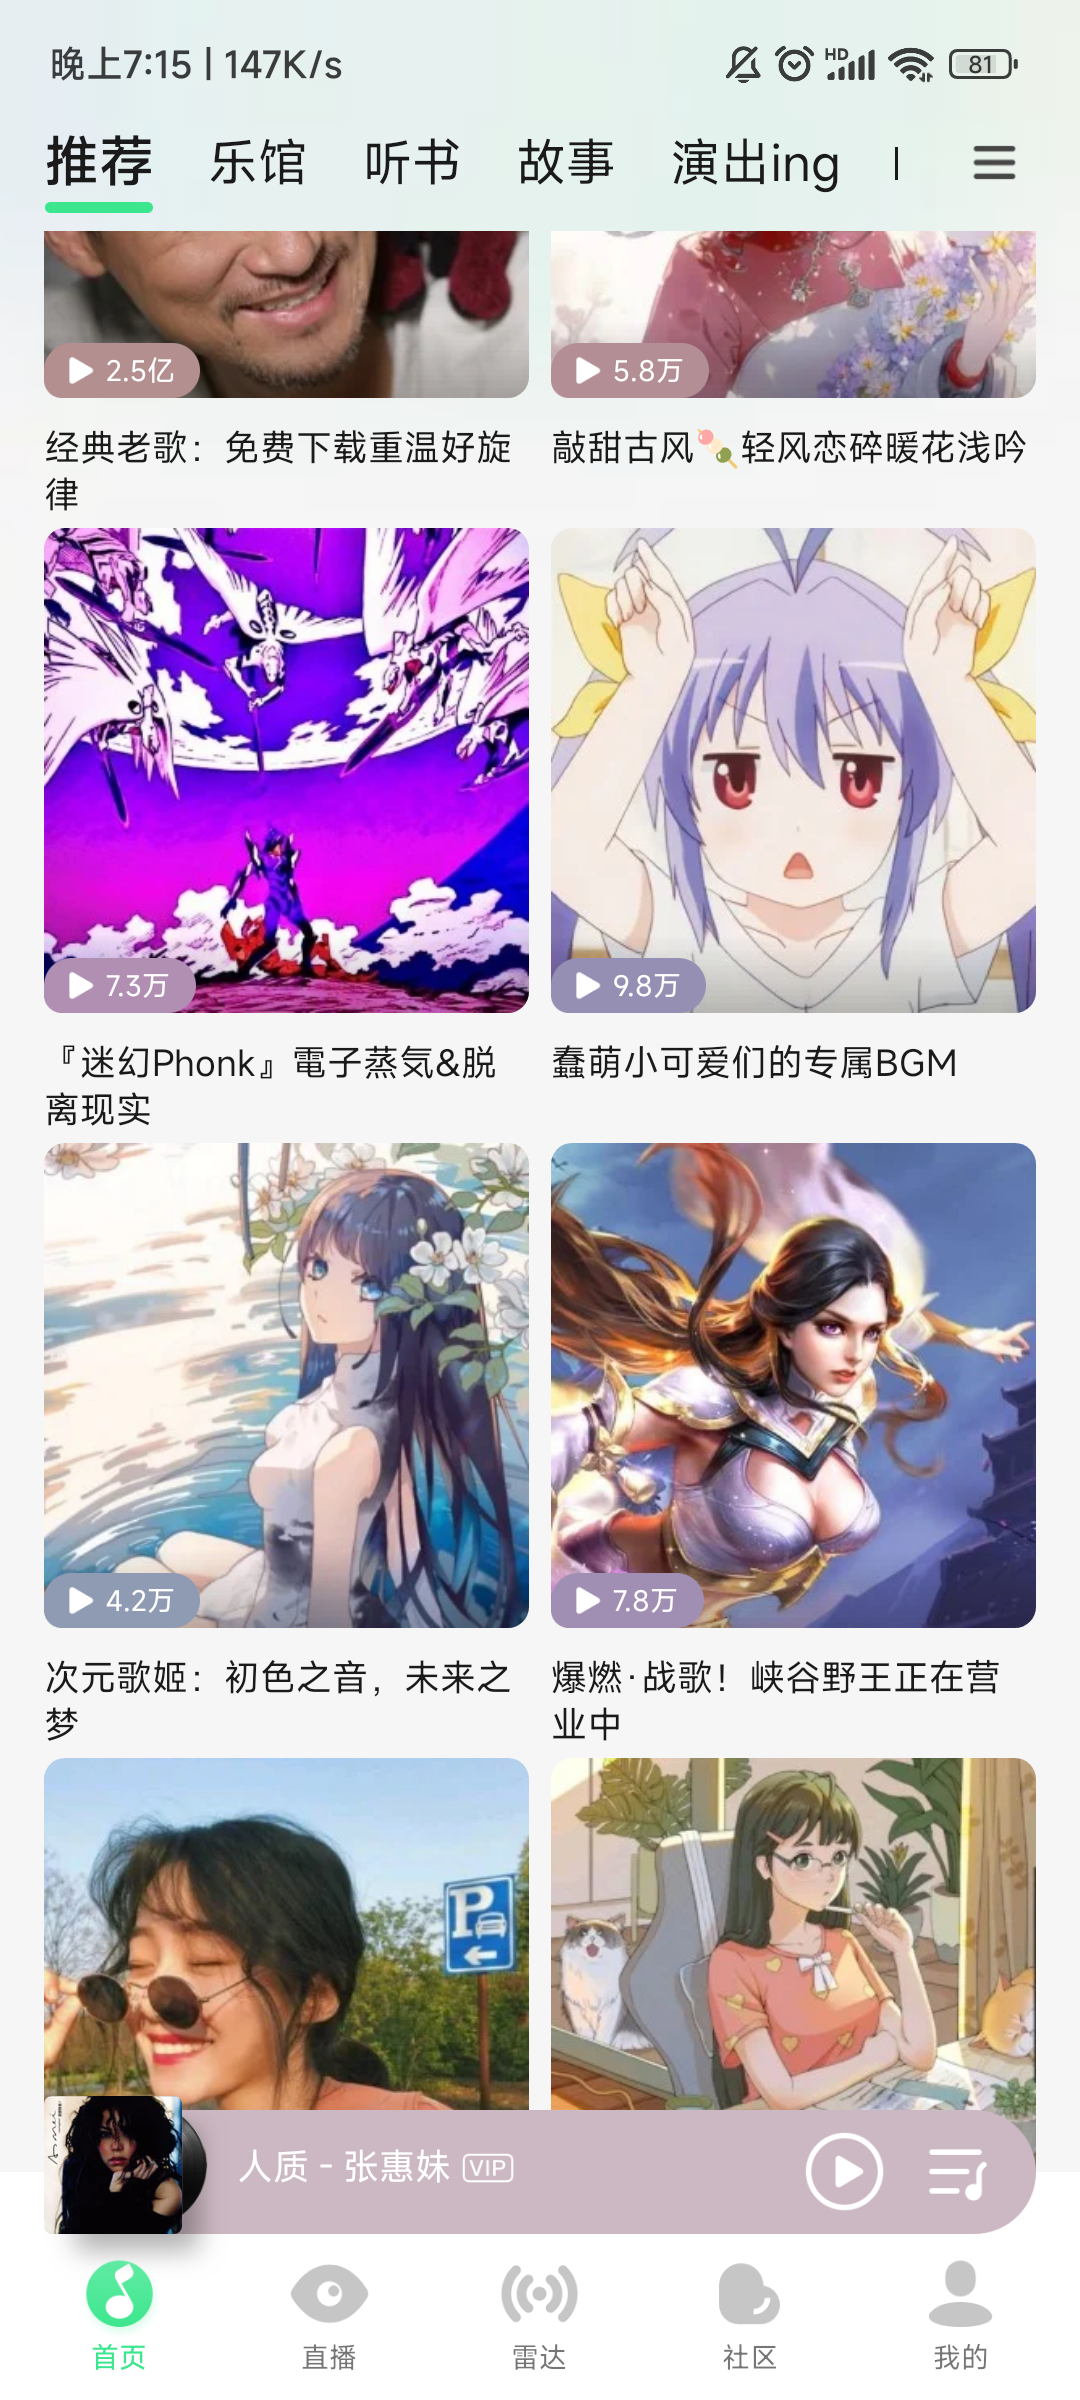 晚上7:15 | 147K/s
HD
81
推荐 乐馆 听书 故事 演出ing
2.5亿
5.8万
经典老歌：免费下载重温好旋
律
敲甜古风🍡轻风恋碎暖花浅吟
7.3万
9.8万
『迷幻Phonk』電子蒸気&脱
离现实
蠢萌小可爱们的专属BGM
4.2万
7.8万
次元歌姬：初色之音，未来之
梦
爆燃·战歌！峡谷野王正在营
业中
P
人质 - 张惠妹 VIP
首页 直播 雷达 社区 我的